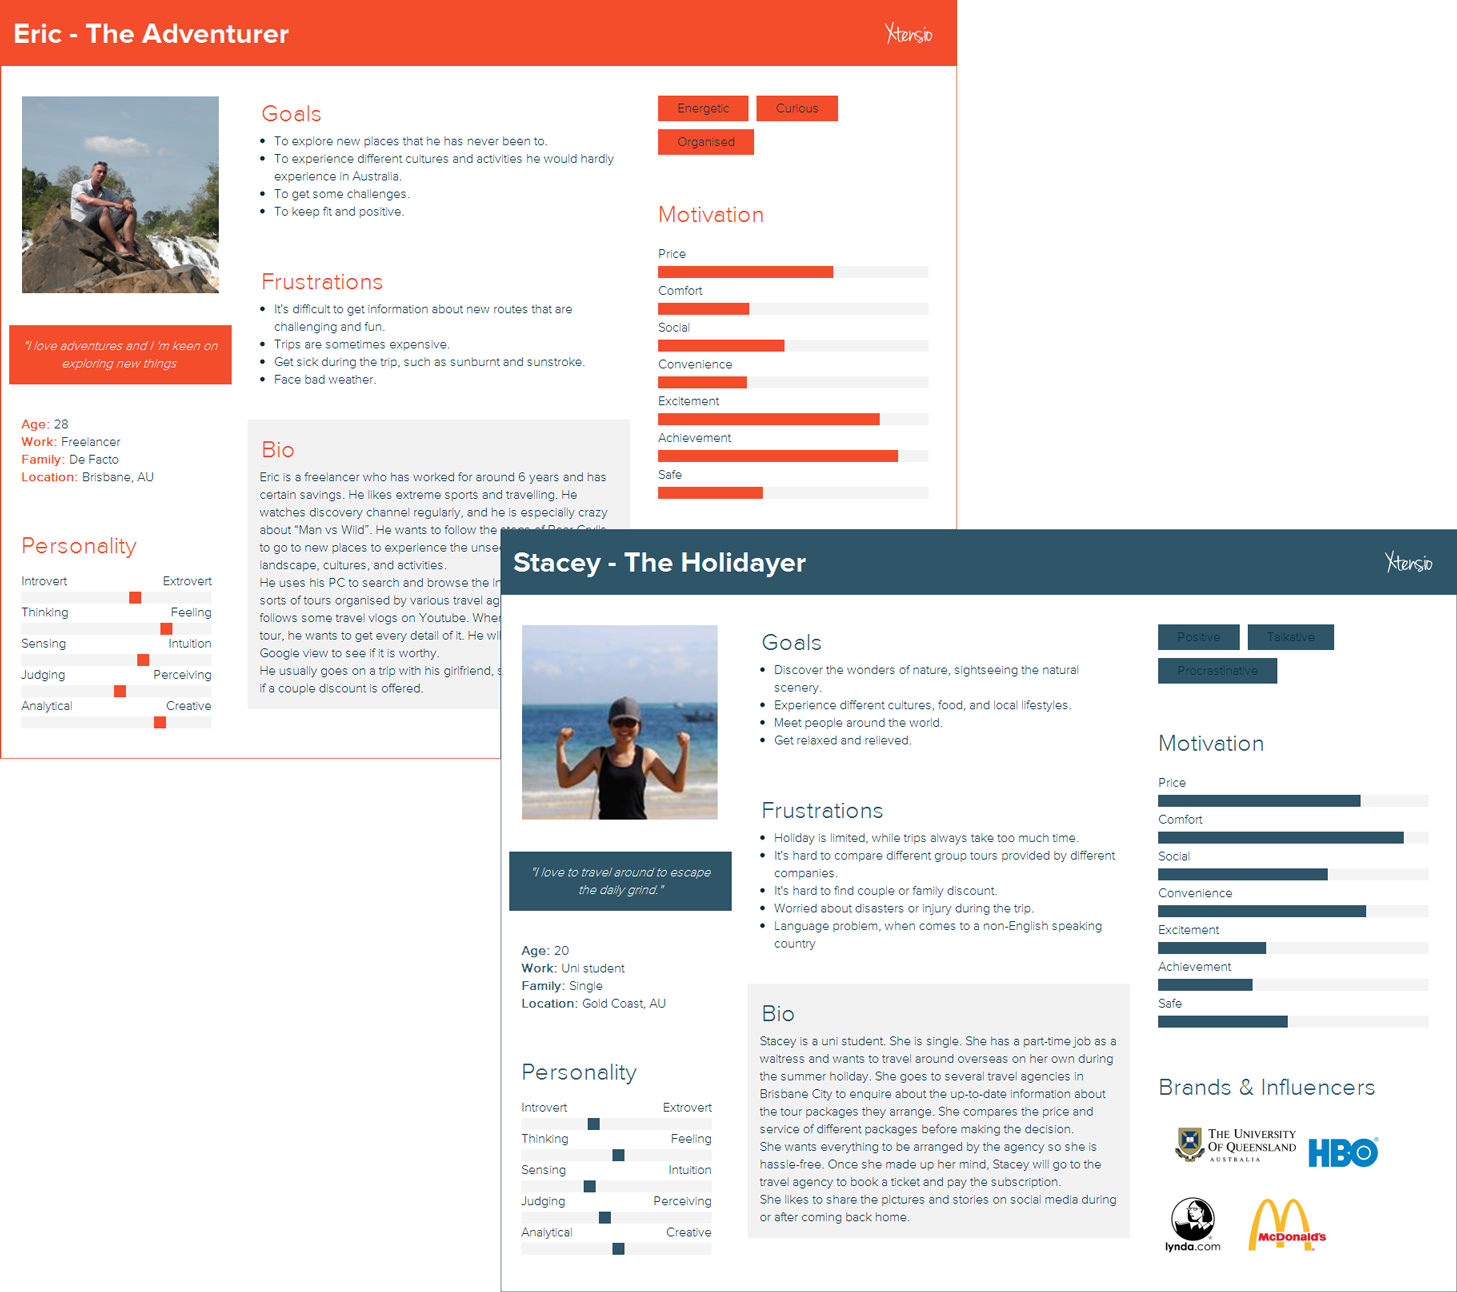 Eric - The Adventurer
Xtensio
"I love adventures and I 'm keen on
exploring new things
Age: 28
Work: Freelancer
Family: De Facto
Location: Brisbane, AU
Personality
Introvert Extrovert
Thinking Feeling
Sensing Intuition
Judging Perceiving
Analytical Creative
Goals
To explore new places that he has never been to.
To experience different cultures and activities he would hardly
experience in Australia.
To get some challenges.
To keep fit and positive.
Frustrations
It's difficult to get information about new routes that are
challenging and fun.
Trips are sometimes expensive.
Get sick during the trip, such as sunburnt and sunstroke.
Face bad weather.
Bio
Eric is a freelancer who has worked for around 6 years and has
certain savings. He likes extreme sports and travelling. He
watches discovery channel regularly, and he is especially crazy
about “Man vs Wild”. He wants to follow the steps of Bear Grylls
to go to new places to experience the
landscape, cultures, and activities.
He uses his PC to search and browse the
sorts of tours organised by various travel
follows some travel vlogs on Youtube.
tour, he wants to get every detail of it. He
Google view to see if it is worthy.
He usually goes on a trip with his girlfriend,
if a couple discount is offered.
Energetic Curious
Organised
Motivation
Price
Comfort
Social
Convenience
Excitement
Achievement
Safe
Stacey - The Holidayer
Xtensio
"I love to travel around to escape
the daily grind."
Age: 20
Work: Uni student
Family: Single
Location: Gold Coast, AU
Personality
Introvert Extrovert
Thinking Feeling
Sensing Intuition
Judging Perceiving
Analytical Creative
Goals
Discover the wonders of nature, sightseeing the natural
scenery.
Experience different cultures, food, and local lifestyles.
Meet people around the world.
Get relaxed and relieved.
Frustrations
Holiday is limited, while trips always take too much time.
It's hard to compare different group tours provided by different
companies.
It's hard to find couple or family discount.
Worried about disasters or injury during the trip.
Language problem, when comes to a non-English speaking
country
Bio
Stacey is a uni student. She is single. She has a part-time job as a
waitress and wants to travel around overseas on her own during
the summer holiday. She goes to several travel agencies in
Brisbane City to enquire about the up-to-date information about
the tour packages they arrange. She compares the price and
service of different packages before making the decision.
She wants everything to be arranged by the agency so she is
hassle-free. Once she made up her mind, Stacey will go to the
travel agency to book a ticket and pay the subscription.
She likes to share the pictures and stories on social media during
or after coming back home.
Positive Talkative
Procrastinative
Motivation
Price
Comfort
Social
Convenience
Excitement
Achievement
Safe
Brands & Influencers
THE UNIVERSITY
OF QUEENSLAND
AUSTRALIA
HBO
lynda.com
McDonald's